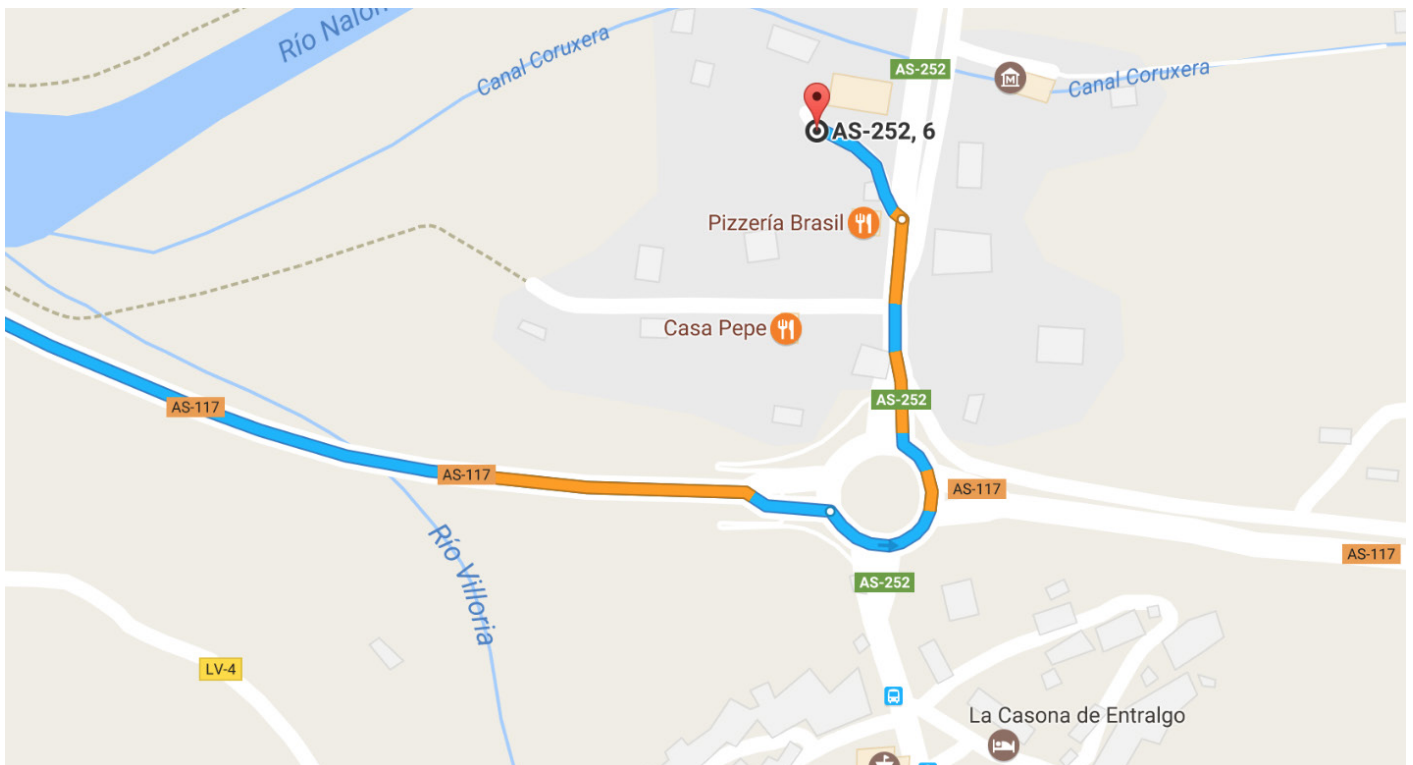 Río Nalón
Canal Coruxera
AS-252
Canal Coruxera
AS-252, 6
Pizzería Brasil
Casa Pepe
AS-117
AS-252
AS-117
AS-117
AS-117
AS-252
Río Villoria
LV-4
La Casona de Entralgo